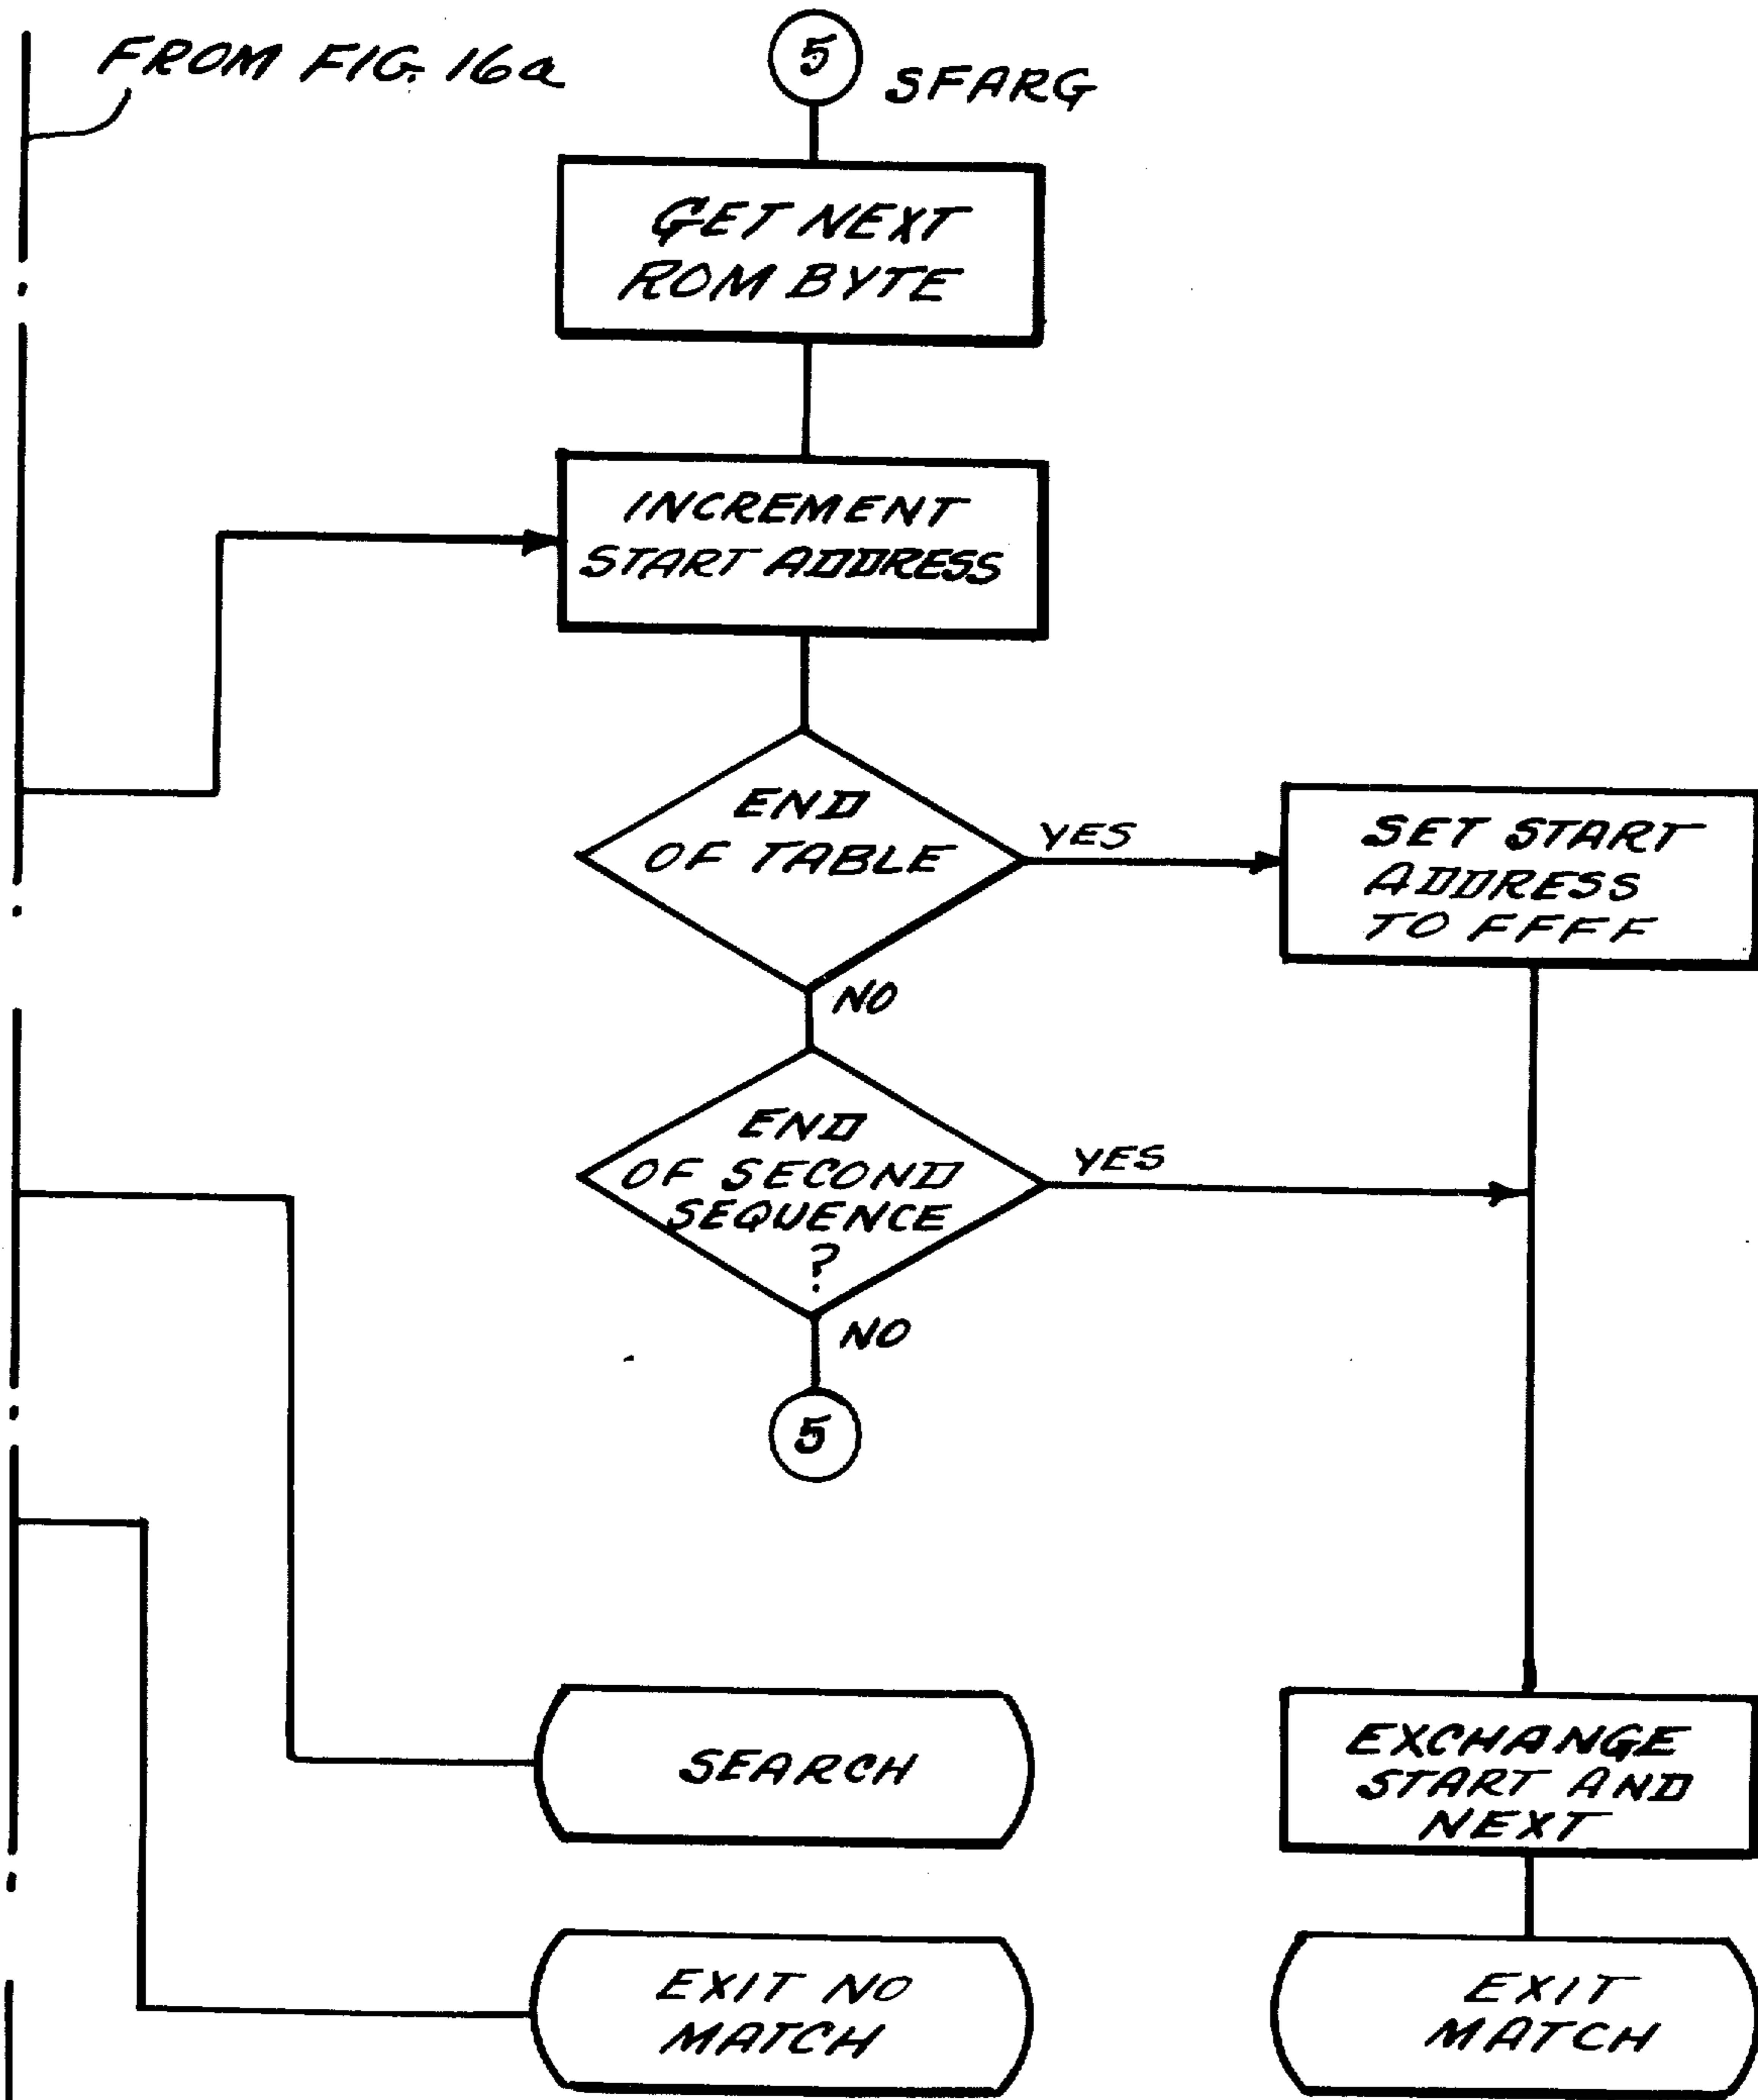 FROM FIG. 16a
5
SFARG
GET NEXT
ROM BYTE
INCREMENT
START ADDRESS
END
OF TABLE
YES
SET START
ADDRESS
TO FFFF
NO
END
OF SECOND
SEQUENCE
?
YES
NO
5
SEARCH
EXCHANGE
START AND
NEXT
EXIT NO
MATCH
EXIT
MATCH